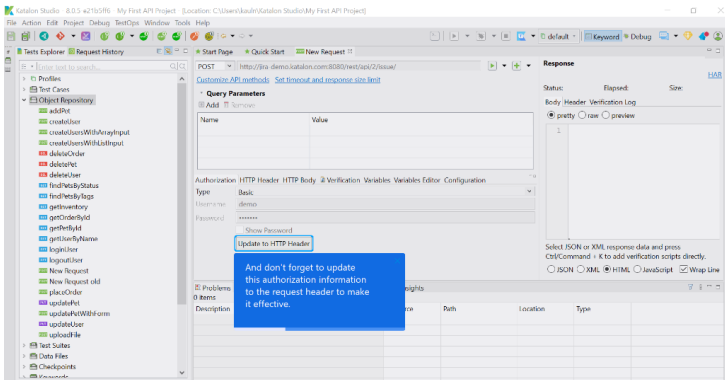 Katalon Studio 8.0.5 e21b5ff6 My First API Project [Location: C:\Users\kauln\Katalon Studio\My First API Project]
File Action Edit Project Debug TestOps Window Tools Help
default Keyword Debug
Tests Explorer Request History
Enter text to search...
Profiles
Test Cases
Object Repository
addPet
createUser
createUsersWithArrayInput
createUsersWithListInput
deleteOrder
deletePet
deleteUser
findPetsByStatus
findPetsByTags
getInventory
getOrderById
getPetById
getUserByName
loginUser
logoutUser
New Request
New Request old
placeOrder
updatePet
updatePetWithForm
updateUser
uploadFile
Test Suites
Data Files
Checkpoints
Keywords
Start Page Quick Start New Request
POST http://jira-demo.katalon.com:8080/rest/api/2/issue/
Customize API methods Set timeout and response size limit
Query Parameters
Add Remove
Name Value
Authorization HTTP Header HTTP Body Verification Variables Variables Editor Configuration
Type Basic
Username demo
Password •••••••
Show Password
Update to HTTP Header
And don't forget to update
this authorization information
to the request header to make
it effective.
Problems
0 items
Description Path Location Type
Response
HAR
Status: Elapsed: Size:
Body Header Verification Log
pretty raw preview
1
Select JSON or XML response data and press
Ctrl/Command + K to add verification scripts directly.
JSON XML HTML JavaScript Wrap Line